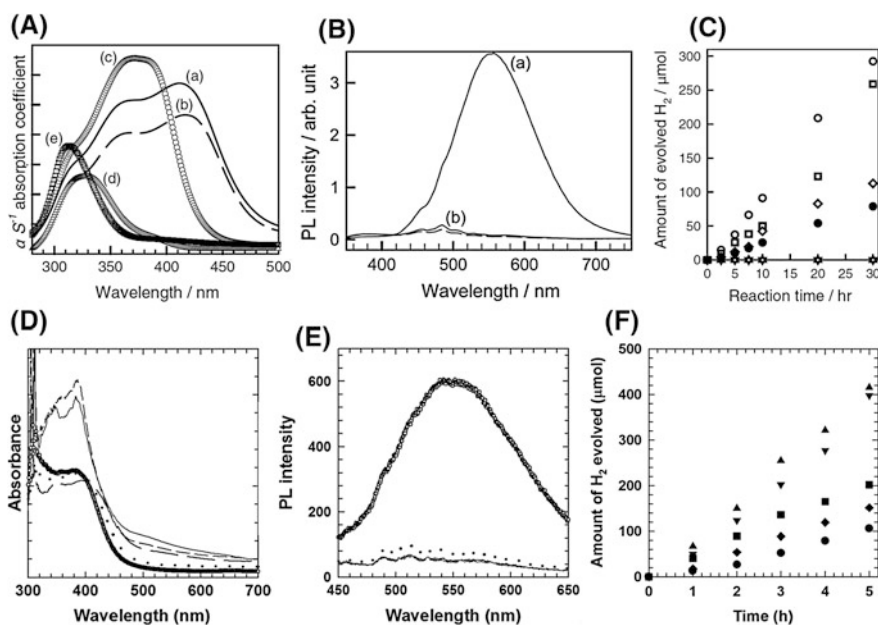 (A)
α S⁻¹ absorption coefficient
(c)
(a)
(b)
(e)
(d)
300 350 400 450 500
Wavelength / nm
(B)
PL intensity / arb. unit
3
2
1
0
(a)
(b)
400 500 600 700
Wavelength / nm
(C)
Amount of evolved H₂ / μmol
300
250
200
150
100
50
0
0 5 10 20 30
Reaction time / hr
(D)
Absorbance
300 400 500 600 700
Wavelength (nm)
(E)
PL intensity
600
400
200
0
450 500 550 600 650
Wavelength (nm)
(F)
Amount of H₂ evolved (μmol)
500
400
300
200
100
0
0 1 2 3 4 5
Time (h)